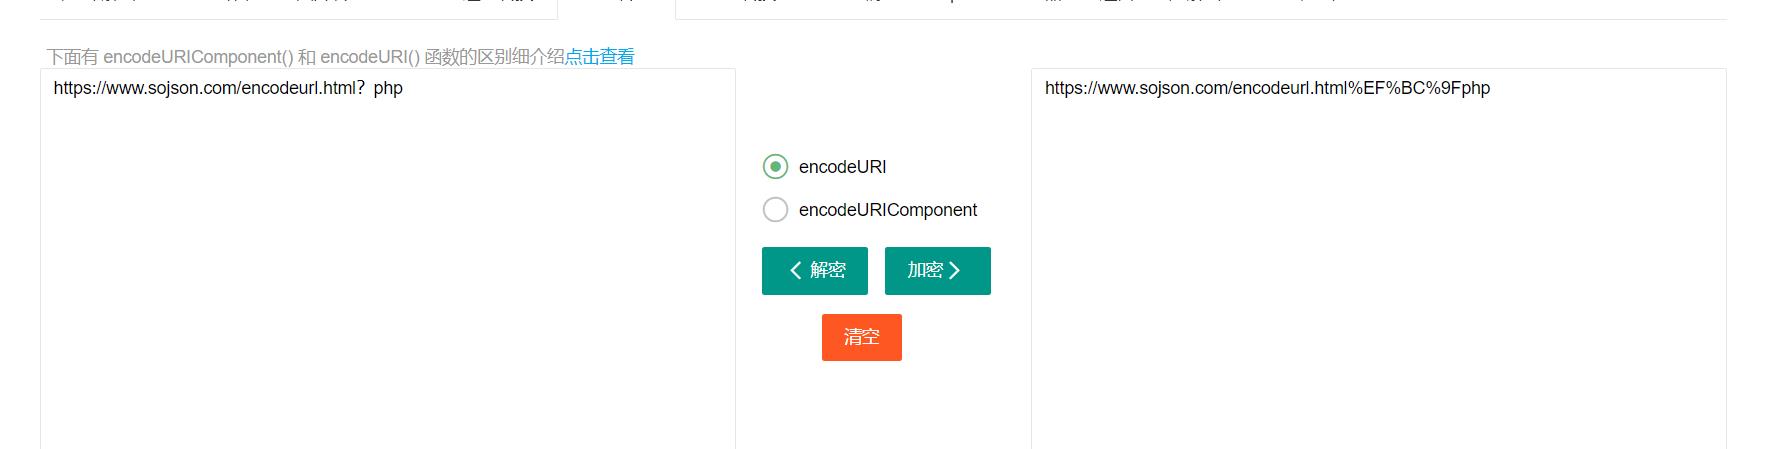 下面有 encodeURIComponent() 和 encodeURI() 函数的区别细介绍点击查看
https://www.sojson.com/encodeurl.html？php
https://www.sojson.com/encodeurl.html%EF%BC%9Fphp
encodeURI
encodeURIComponent
解密
加密
清空